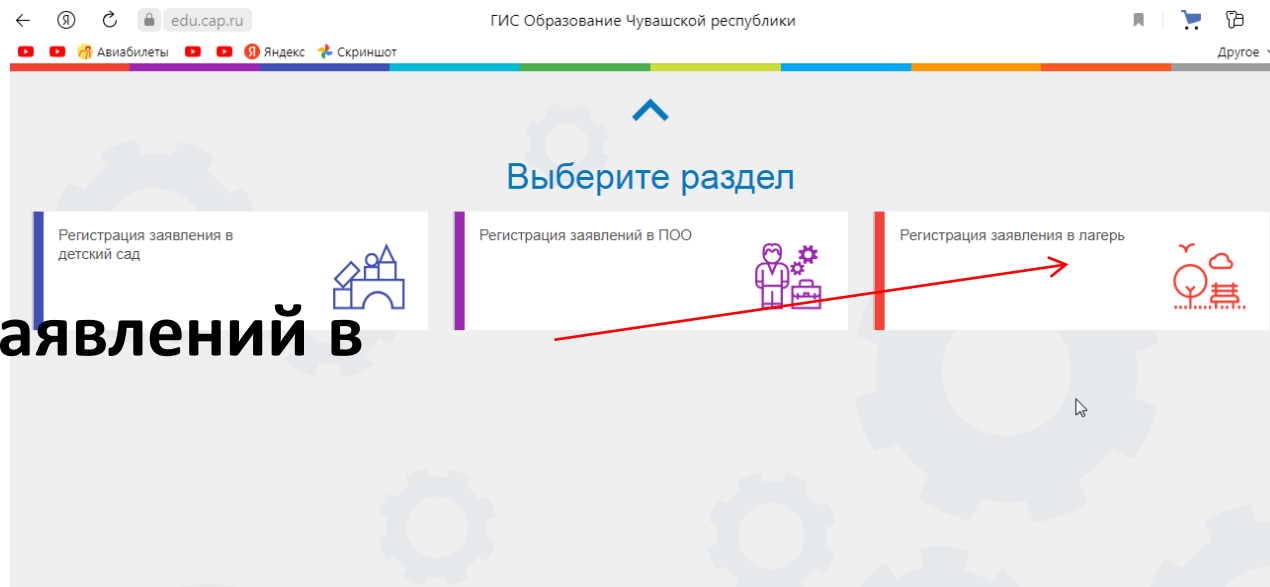 edu.cap.ru
ГИС Образование Чувашской республики
Авиабилеты
Яндекс
Скриншот
Другое
Выберите раздел
Регистрация заявления в
детский сад
Регистрация заявлений в ПОО
Регистрация заявления в лагерь
аявлений в